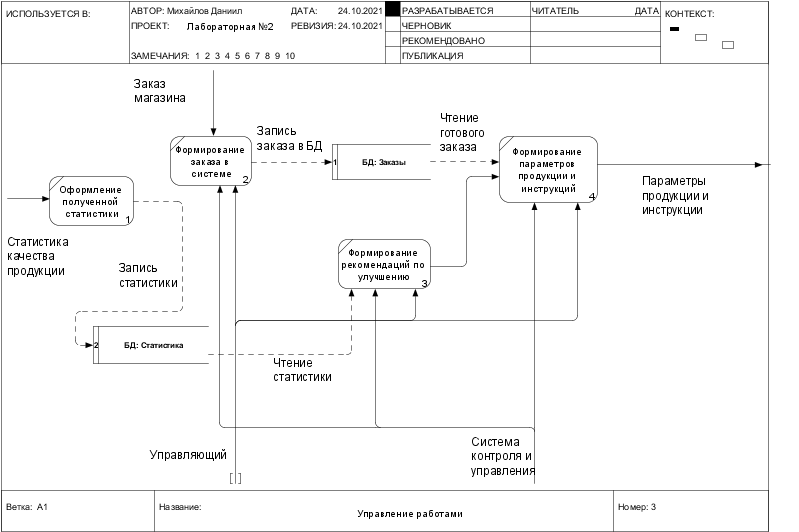 ИСПОЛЬЗУЕТСЯ В:
АВТОР: Михайлов Даниил
ДАТА: 24.10.2021
ПРОЕКТ: Лабораторная №2
РЕВИЗИЯ: 24.10.2021
ЗАМЕЧАНИЯ: 1 2 3 4 5 6 7 8 9 10
РАЗРАБАТЫВАЕТСЯ
ЧЕРНОВИК
РЕКОМЕНДОВАНО
ПУБЛИКАЦИЯ
ЧИТАТЕЛЬ
ДАТА
КОНТЕКСТ:
Заказ
магазина
Формирование
заказа в
системе
2
Запись
заказа в БД
1
БД: Заказы
Чтение
готового
заказа
Формирование
параметров
продукции и
инструкций
4
Параметры
продукции и
инструкции
Оформление
полученной
статистики
1
Статистика
качества
продукции
Запись
статистики
Формирование
рекомендаций по
улучшению
3
2
БД: Статистика
Чтение
статистики
Управляющий
Система
контроля и
управления
Ветка: A1
Название:
Управление работами
Номер: 3